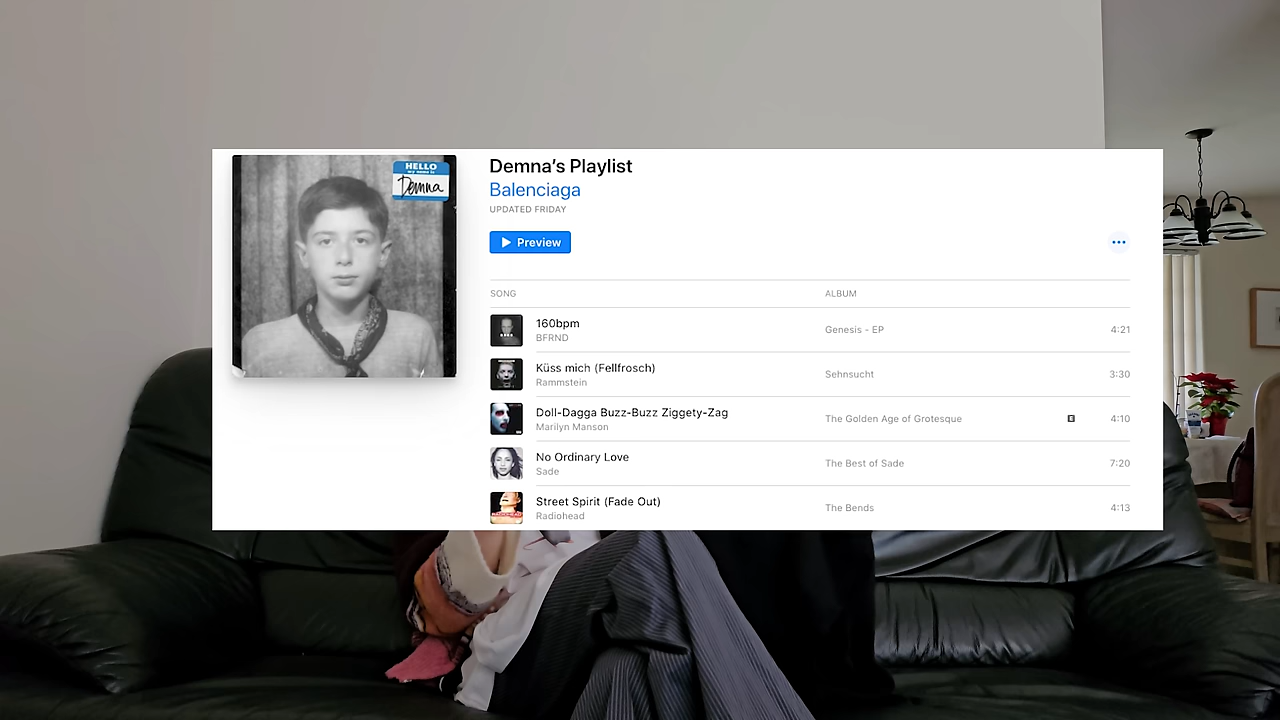 HELLO
my name is
Demna
Demna’s Playlist
Balenciaga
UPDATED FRIDAY
Preview
SONG ALBUM
160bpm
BFRND
Genesis - EP 4:21
Küss mich (Fellfrosch)
Rammstein
Sehnsucht 3:30
Doll-Dagga Buzz-Buzz Ziggety-Zag
Marilyn Manson
The Golden Age of Grotesque 4:10
No Ordinary Love
Sade
The Best of Sade 7:20
Street Spirit (Fade Out)
Radiohead
The Bends 4:13